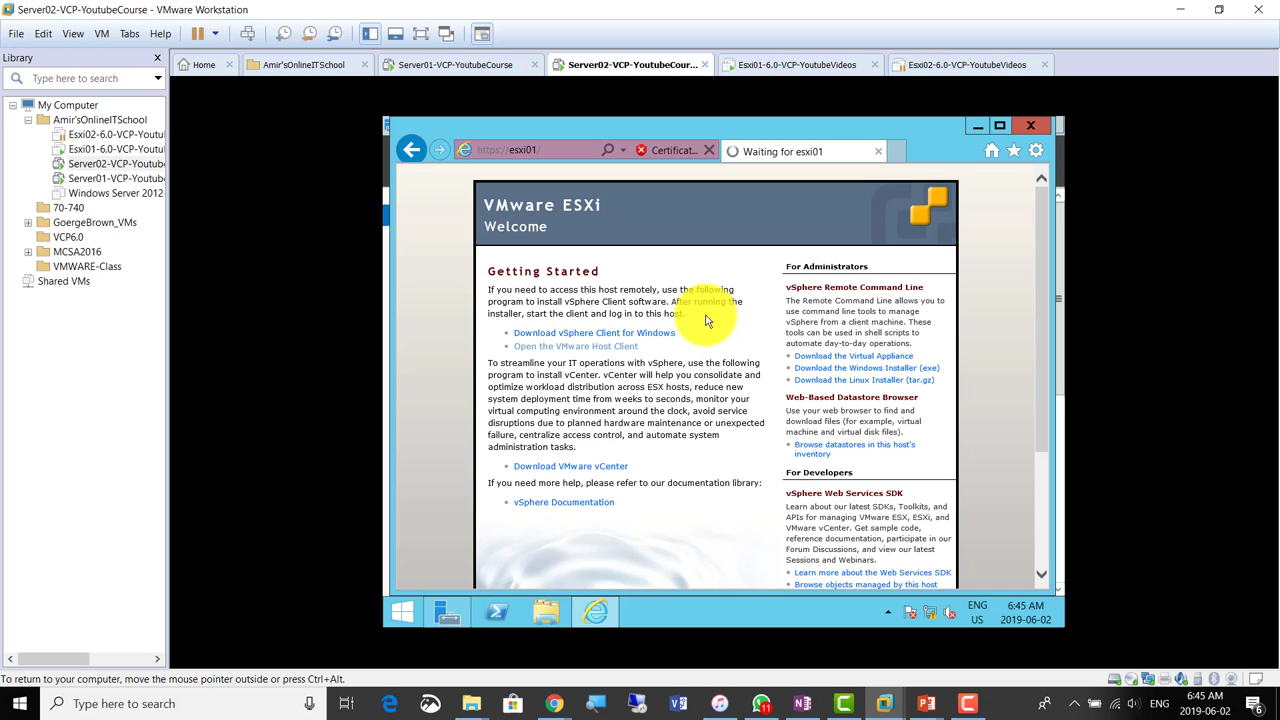 Server02-VCP-YoutubeCourse - VMware Workstation
File Edit View VM Tabs Help
Library
Type here to search
Home
Amir'sOnlineITSchool
Server01-VCP-YoutubeCourse
Server02-VCP-YoutubeCour...
Esxi01-6.0-VCP-YoutubeVideos
Esxi02-6.0-VCP-YoutubeVideos
My Computer
Amir'sOnlineITSchool
Esxi02-6.0-VCP-Youtul
Esxi01-6.0-VCP-Youtul
Server02-VCP-Youtube
Server01-VCP-Youtube
Windows Server 2012-
70-740
GoergeBrown_VMs
VCP6.0
MCSA2016
VMWARE-Class
Shared VMs
https://esxi01/
Certificat...
Waiting for esxi01
VMware ESXi
Welcome
Getting Started
If you need to access this host remotely, use the following
program to install vSphere Client software. After running the
installer, start the client and log in to this host.
Download vSphere Client for Windows
Open the VMware Host Client
To streamline your IT operations with vSphere, use the following
program to install vCenter. vCenter will help you consolidate and
optimize workload distribution across ESX hosts, reduce new
system deployment time from weeks to seconds, monitor your
virtual computing environment around the clock, avoid service
disruptions due to planned hardware maintenance or unexpected
failure, centralize access control, and automate system
administration tasks.
Download VMware vCenter
If you need more help, please refer to our documentation library:
vSphere Documentation
For Administrators
vSphere Remote Command Line
The Remote Command Line allows you to
use command line tools to manage
vSphere from a client machine. These
tools can be used in shell scripts to
automate day-to-day operations.
Download the Virtual Appliance
Download the Windows Installer (exe)
Download the Linux Installer (tar.gz)
Web-Based Datastore Browser
Use your web browser to find and
download files (for example, virtual
machine and virtual disk files).
Browse datastores in this host's
inventory
For Developers
vSphere Web Services SDK
Learn about our latest SDKs, Toolkits, and
APIs for managing VMware ESX, ESXi, and
VMware vCenter. Get sample code,
reference documentation, participate in our
Forum Discussions, and view our latest
Sessions and Webinars.
Learn more about the Web Services SDK
Browse objects managed by this host
ENG
US
6:45 AM
2019-06-02
To return to your computer, move the mouse pointer outside or press Ctrl+Alt.
Type here to search
11
ENG
6:45 AM
2019-06-02
6